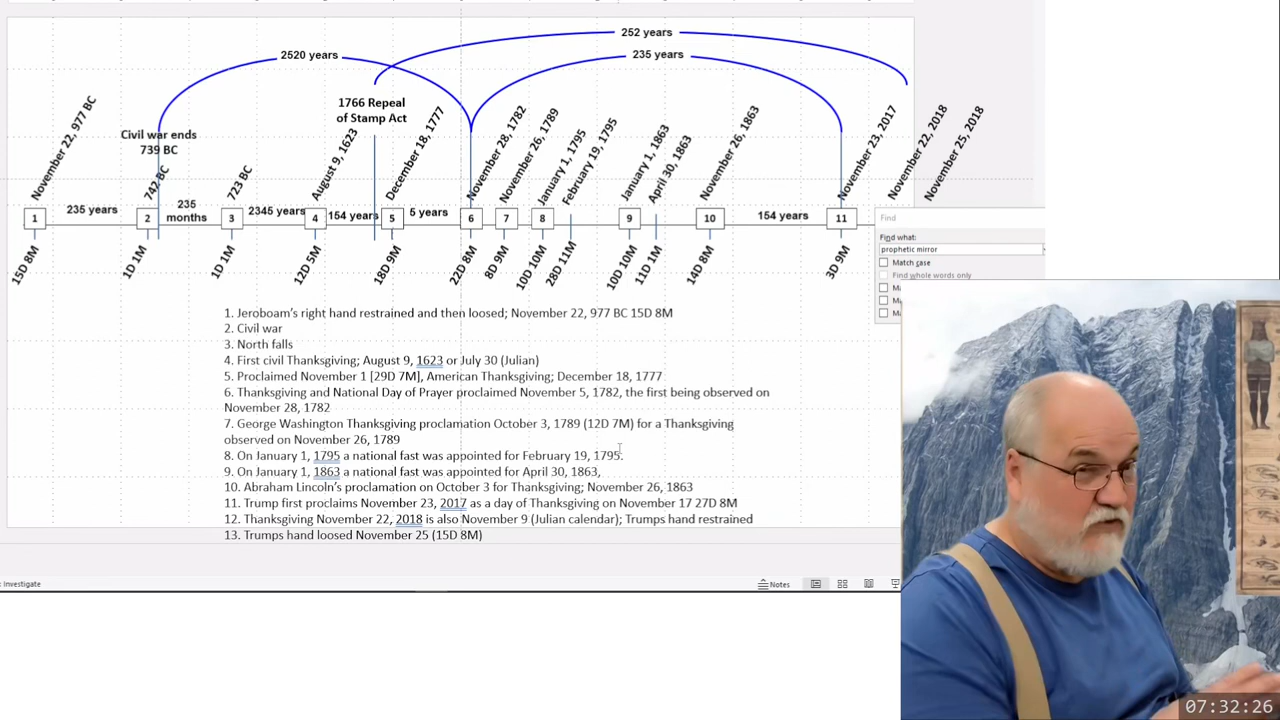 252 years
2520 years
235 years
1766 Repeal
of Stamp Act
Civil war ends
739 BC
November 22, 977 BC
742 BC
723 BC
August 9, 1623
December 18, 1777
November 28, 1782
November 26, 1789
January 1, 1795
February 19, 1795
January 1, 1863
April 30, 1863
November 26, 1863
November 23, 2017
November 22, 2018
November 25, 2018
1 235 years 2 235 months 3 2345 years 4 154 years 5 5 years 6 7 8 9 10 154 years 11
15D 8M
1D 1M
1D 1M
12D 5M
18D 9M
22D 8M
8D 9M
10D 10M
28D 11M
10D 10M
11D 1M
14D 8M
3D 9M
Find
Find what:
prophetic mirror
Match case
Find whole words only
Ma
Ma
Ma
1. Jeroboam's right hand restrained and then loosed; November 22, 977 BC 15D 8M
2. Civil war
3. North falls
4. First civil Thanksgiving; August 9, 1623 or July 30 (Julian)
5. Proclaimed November 1 [29D 7M], American Thanksgiving; December 18, 1777
6. Thanksgiving and National Day of Prayer proclaimed November 5, 1782, the first being observed on
November 28, 1782
7. George Washington Thanksgiving proclamation October 3, 1789 (12D 7M) for a Thanksgiving
observed on November 26, 1789
8. On January 1, 1795 a national fast was appointed for February 19, 1795.
9. On January 1, 1863 a national fast was appointed for April 30, 1863,
10. Abraham Lincoln's proclamation on October 3 for Thanksgiving; November 26, 1863
11. Trump first proclaims November 23, 2017 as a day of Thanksgiving on November 17 27D 8M
12. Thanksgiving November 22, 2018 is also November 9 (Julian calendar); Trumps hand restrained
13. Trumps hand loosed November 25 (15D 8M)
: Investigate
Notes
07:32:26